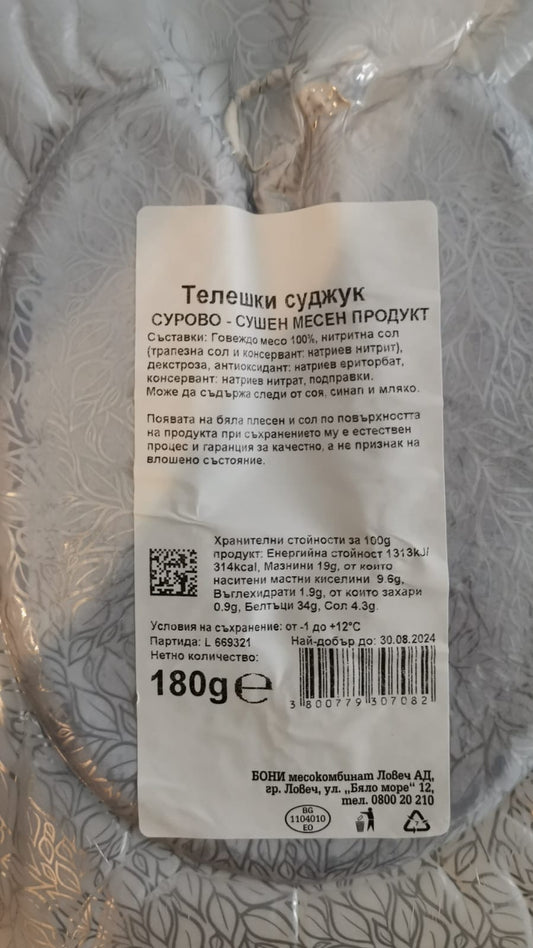 Телешки суджук
СУРОВО - СУШЕН МЕСЕН ПРОДУКТ
Съставки: Говеждо месо 100%, нитритна сол
(трапезна сол и консервант: натриев нитрит),
декстроза, антиоксидант: натриев ериторбат,
консервант: натриев нитрат, подправки.
Може да съдържа следи от соя, синап и мляко.
Появата на бяла плесен и сол по повърхността
на продукта при съхранението му е естествен
процес и гаранция за качество, а не признак на
влошено състояние.
Хранителни стойности за 100g
продукт: Енергийна стойност 1313kJ/
314kcal, Мазнини 19g, от които
наситени мастни киселини 9.6g,
Въглехидрати 1.9g, от които захари
0.9g, Белтъци 34g, Сол 4.3g.
Условия на съхранение: от -1 до +12°C
Партида: L 669321 Най-добър до: 30.08.2024
Нетно количество:
180g℮
3 800779 307082
БОНИ месокомбинат Ловеч АД,
гр. Ловеч, ул. „Бяло море“ 12,
тел. 0800 20 210
BG
1104010
EO
7